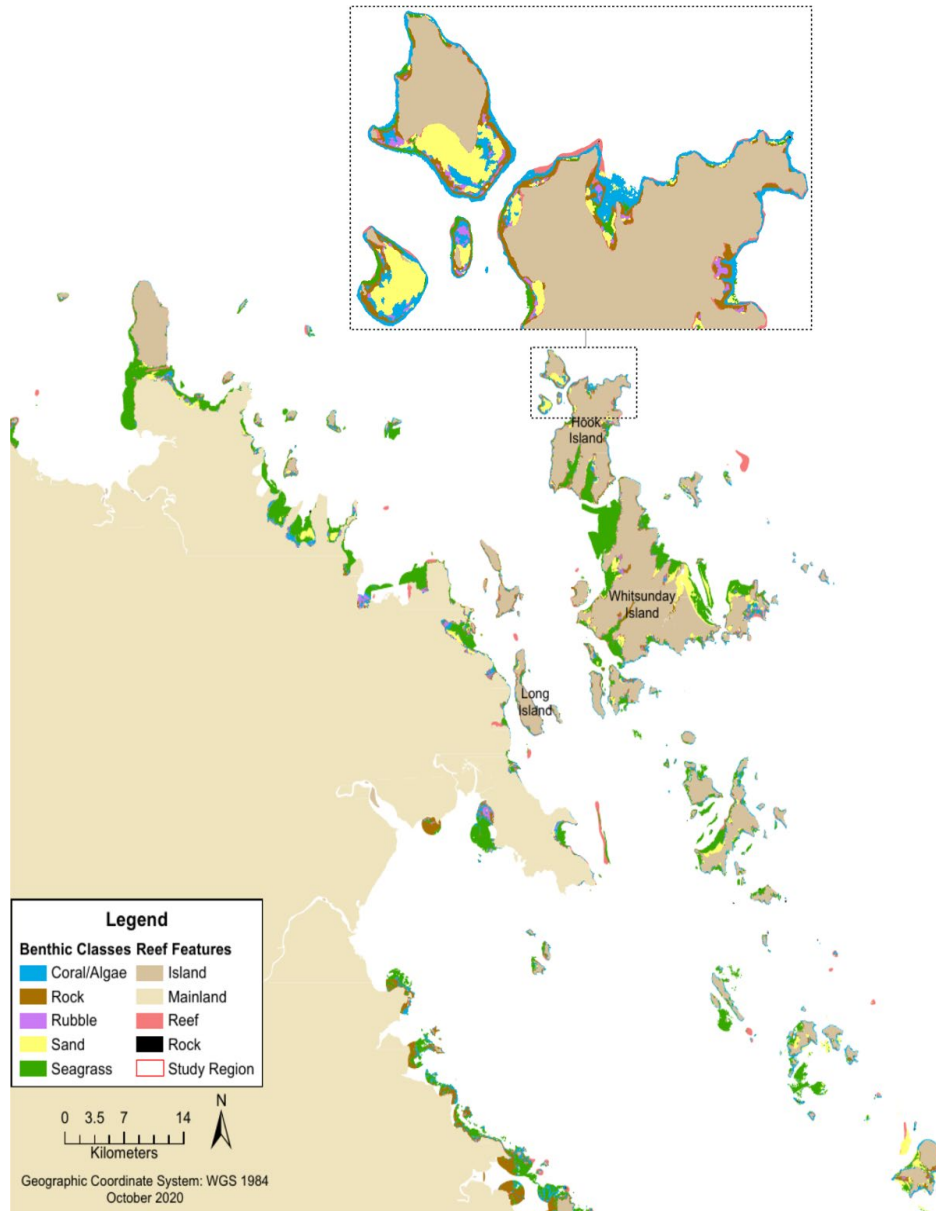 Hook
Island
Whitsunday
Island
Long
Island
Legend
Benthic Classes Reef Features
Coral/Algae Island
Rock Mainland
Rubble Reef
Sand Rock
Seagrass Study Region
N
0 3.5 7 14
Kilometers
Geographic Coordinate System: WGS 1984
October 2020